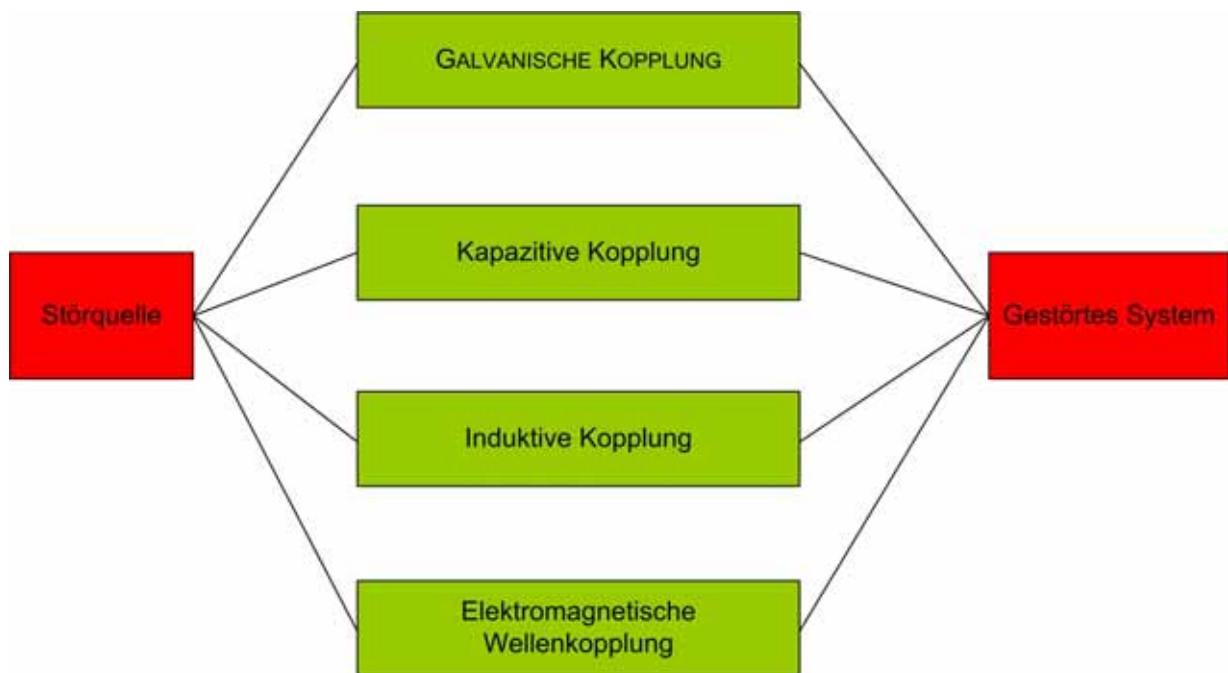 GALVANISCHE KOPPLUNG
Kapazitive Kopplung
Störquelle
Gestörtes System
Induktive Kopplung
Elektromagnetische
Wellenkopplung